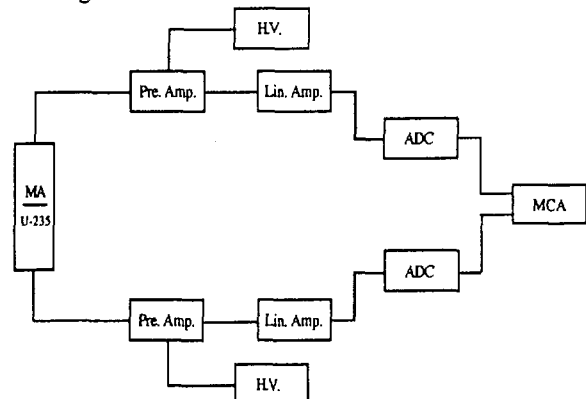 H.V.
Pre. Amp.
Lin. Amp.
ADC
MA
U-235
MCA
ADC
Pre. Amp.
Lin. Amp.
H.V.